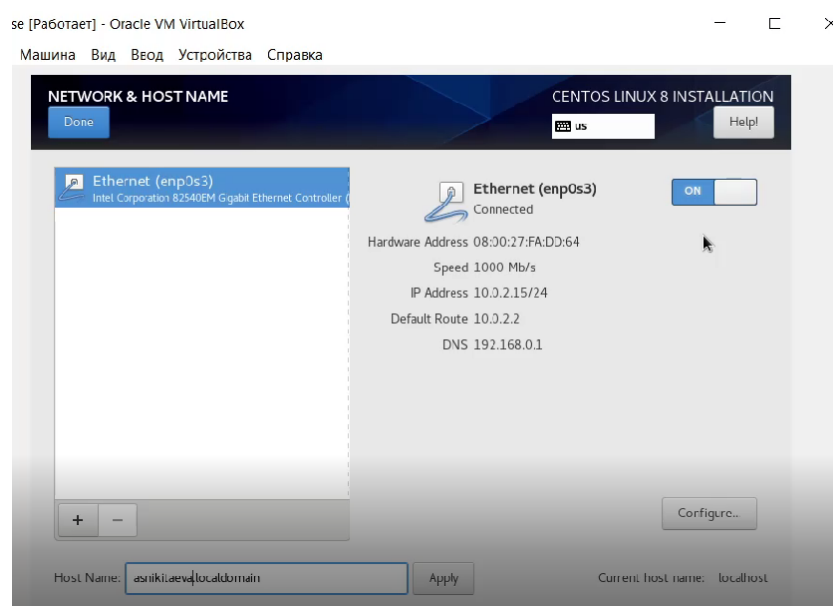 se [Работает] - Oracle VM VirtualBox
Машина Вид Ввод Устройства Справка
NETWORK & HOST NAME
CENTOS LINUX 8 INSTALLATION
Done
us
Help!
Ethernet (enp0s3)
Intel Corporation 82540EM Gigabit Ethernet Controller (
Ethernet (enp0s3)
Connected
ON
Hardware Address 08:00:27:FA:DD:64
Speed 1000 Mb/s
IP Address 10.0.2.15/24
Default Route 10.0.2.2
DNS 192.168.0.1
+ −
Configure...
Host Name: asnikitaeva.localdomain
Apply
Current host name: localhost